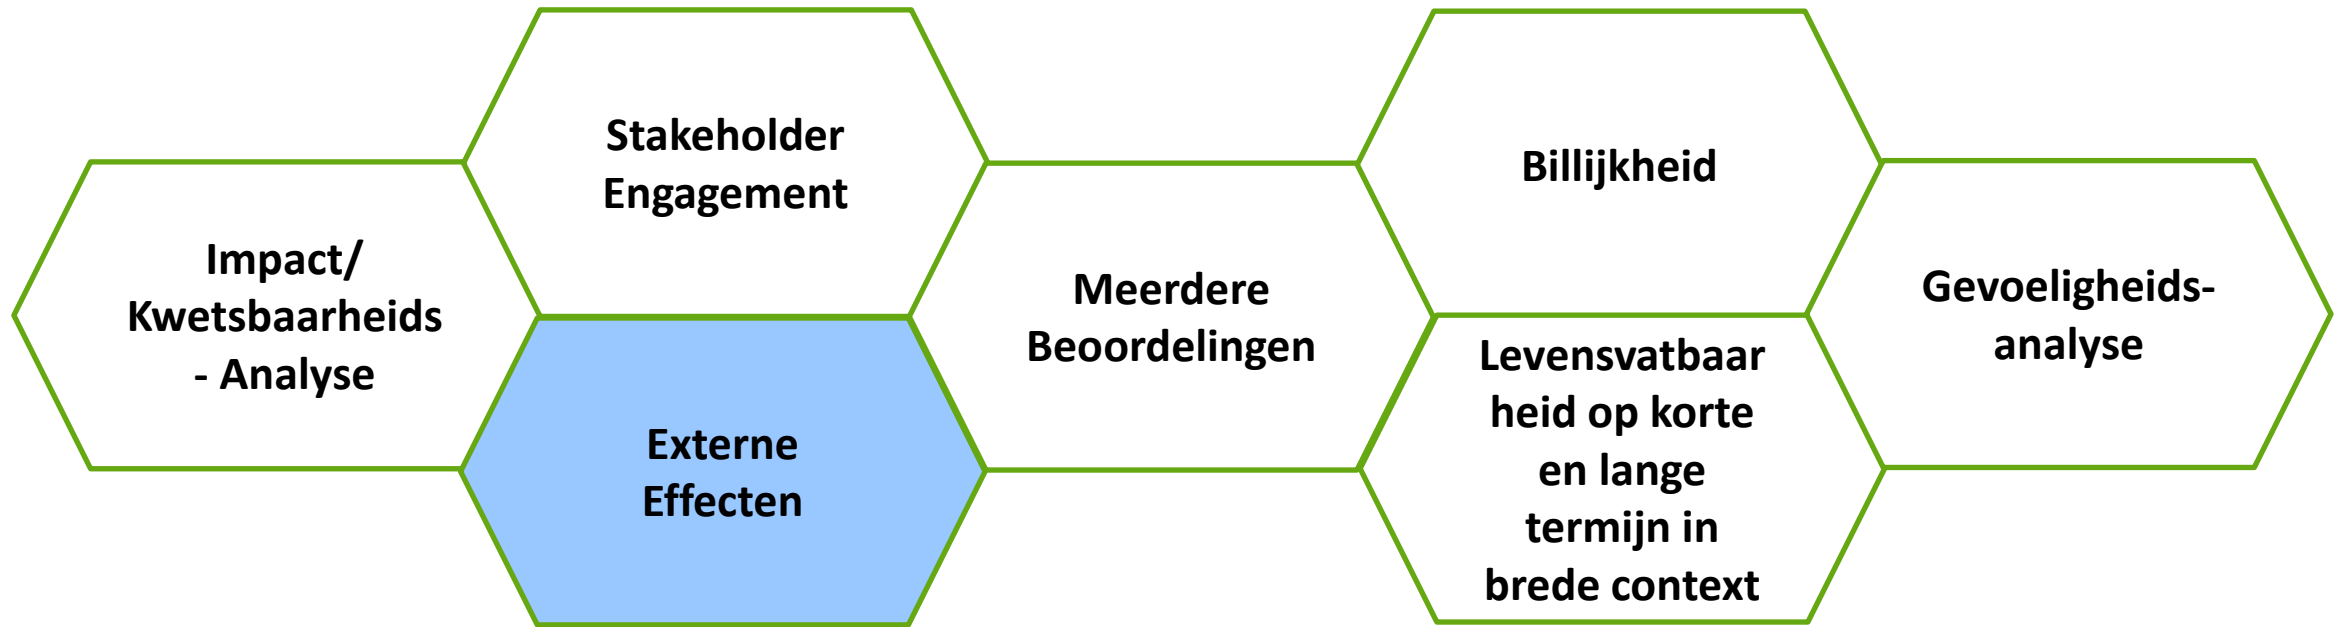 Impact/
Kwetsbaarheids
- Analyse
Stakeholder
Engagement
Externe
Effecten
Meerdere
Beoordelingen
Billijkheid
Levensvatbaar
heid op korte
en lange
termijn in
brede context
Gevoeligheids-
analyse